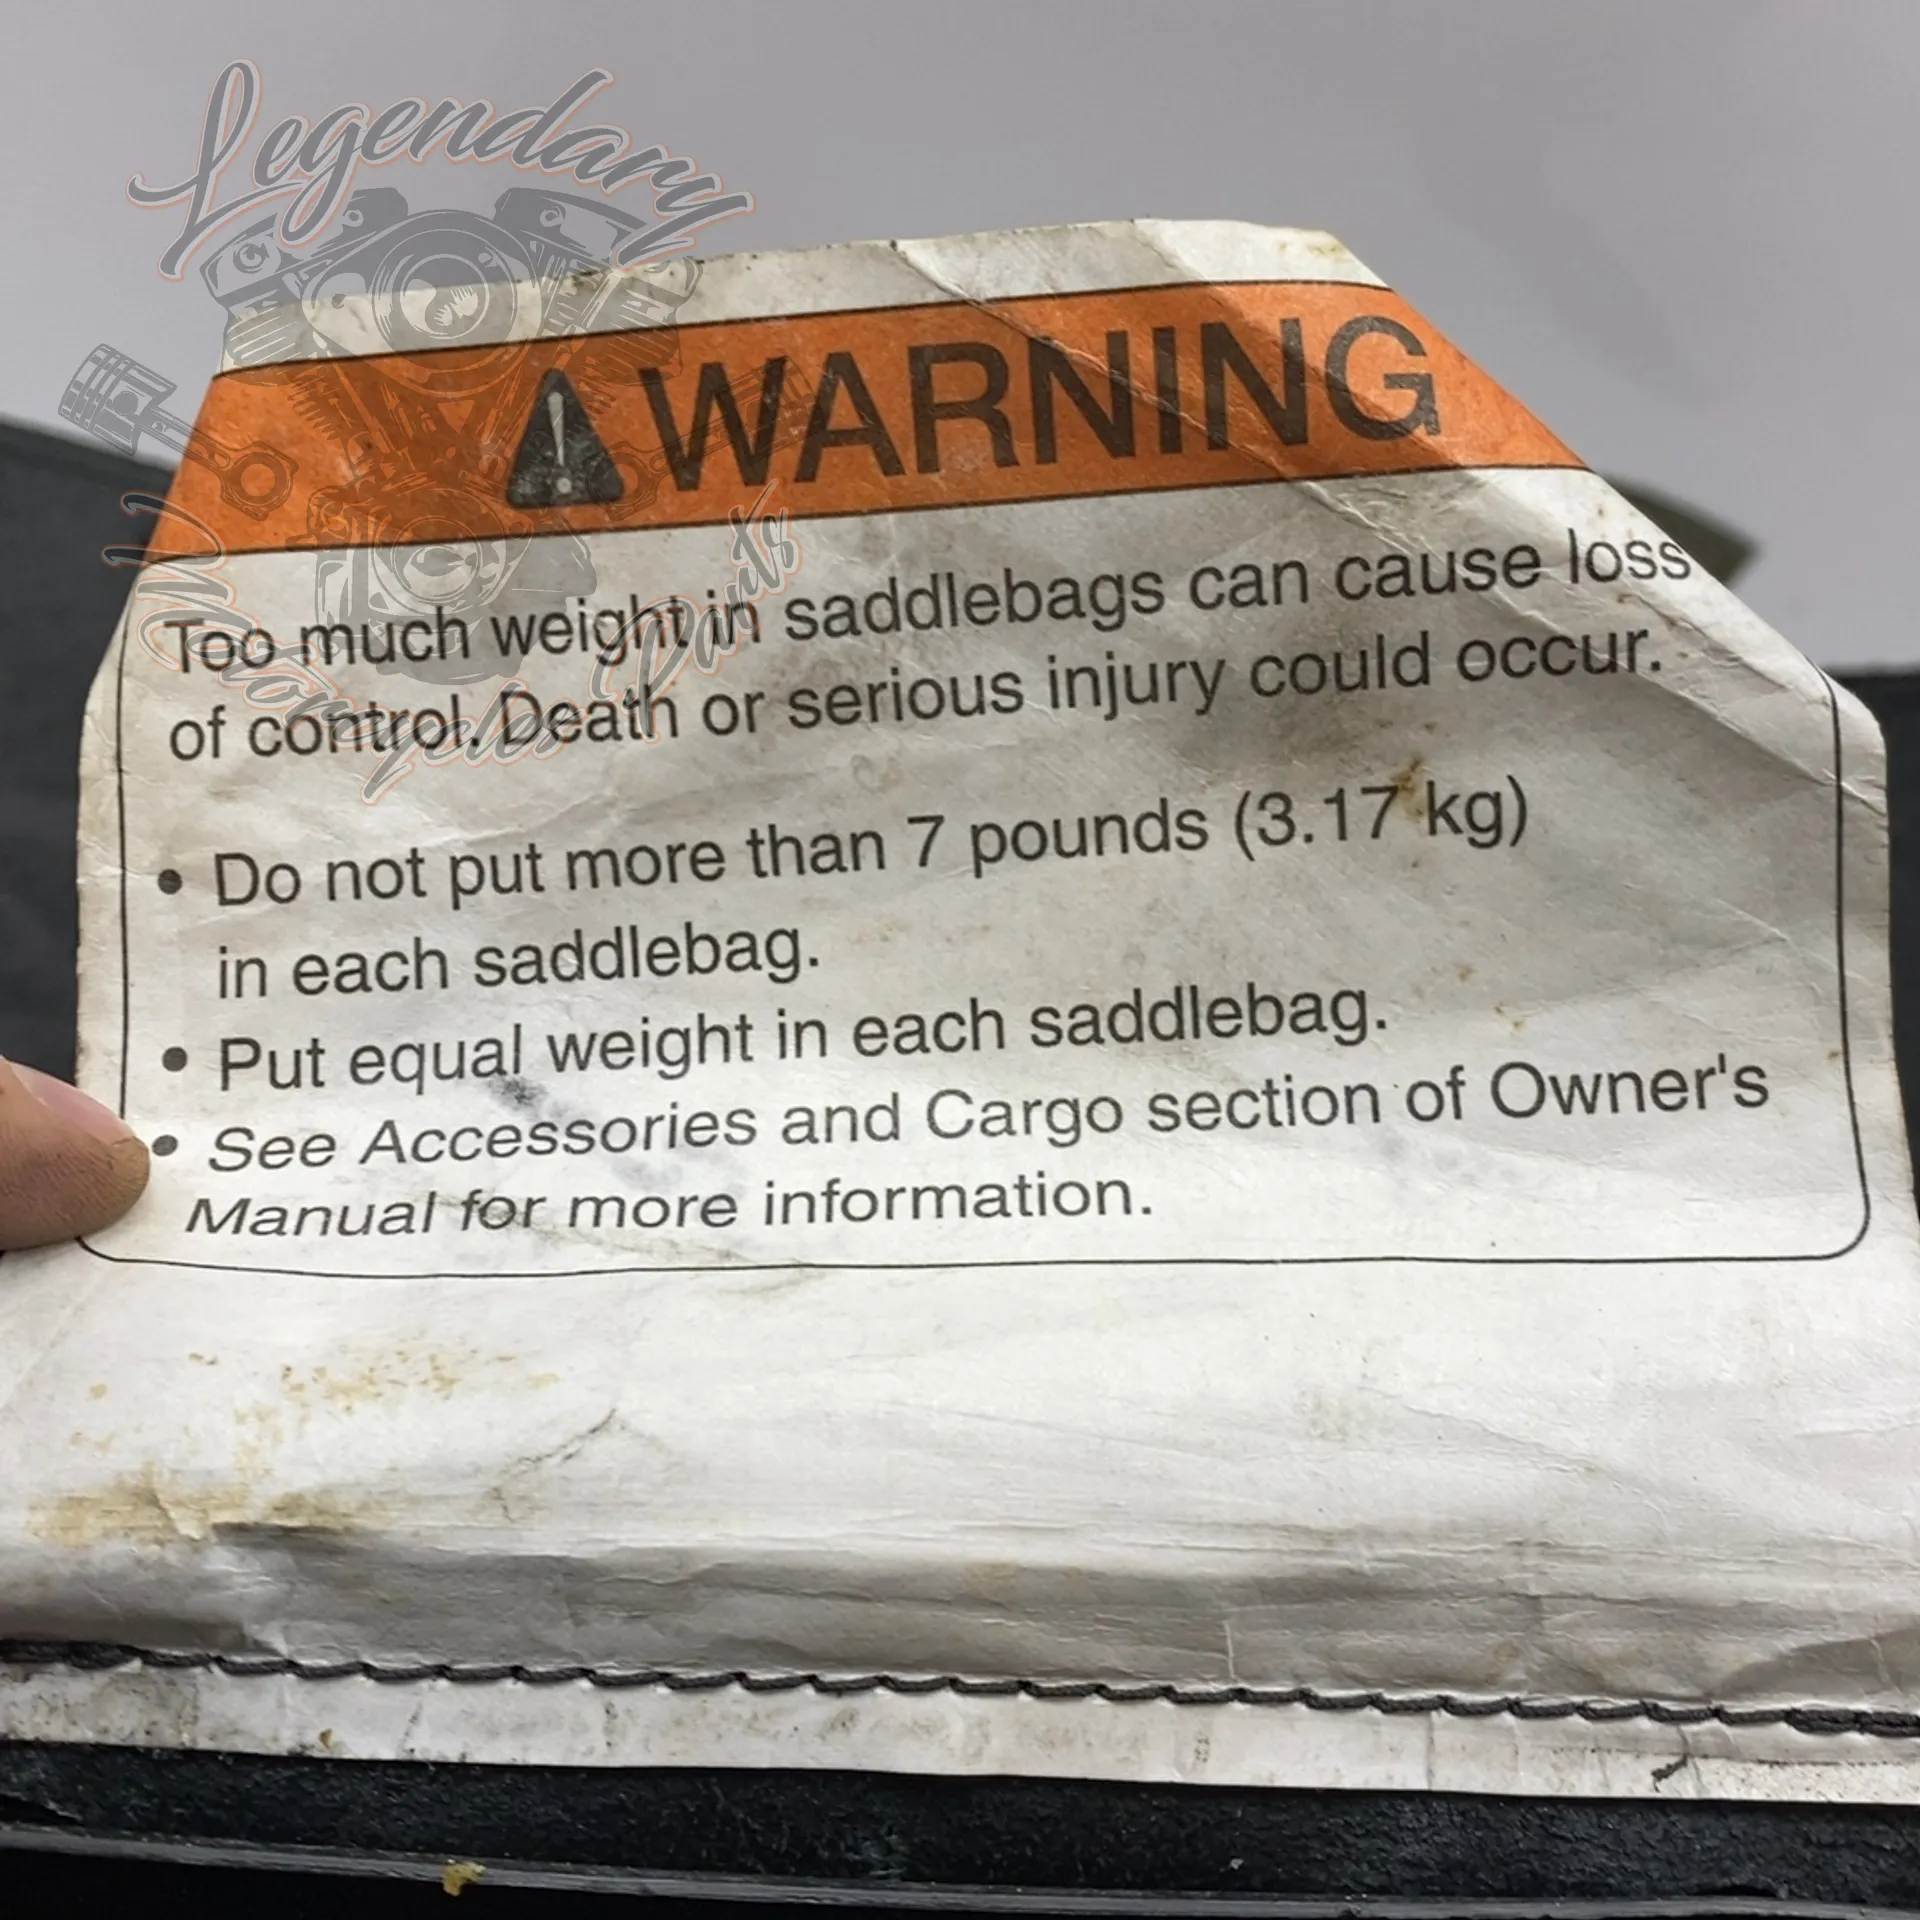 Legendary
Motorcycles Parts
WARNING
Too much weight in saddlebags can cause loss
of control. Death or serious injury could occur.
• Do not put more than 7 pounds (3.17 kg)
in each saddlebag.
• Put equal weight in each saddlebag.
• See Accessories and Cargo section of Owner's
Manual for more information.